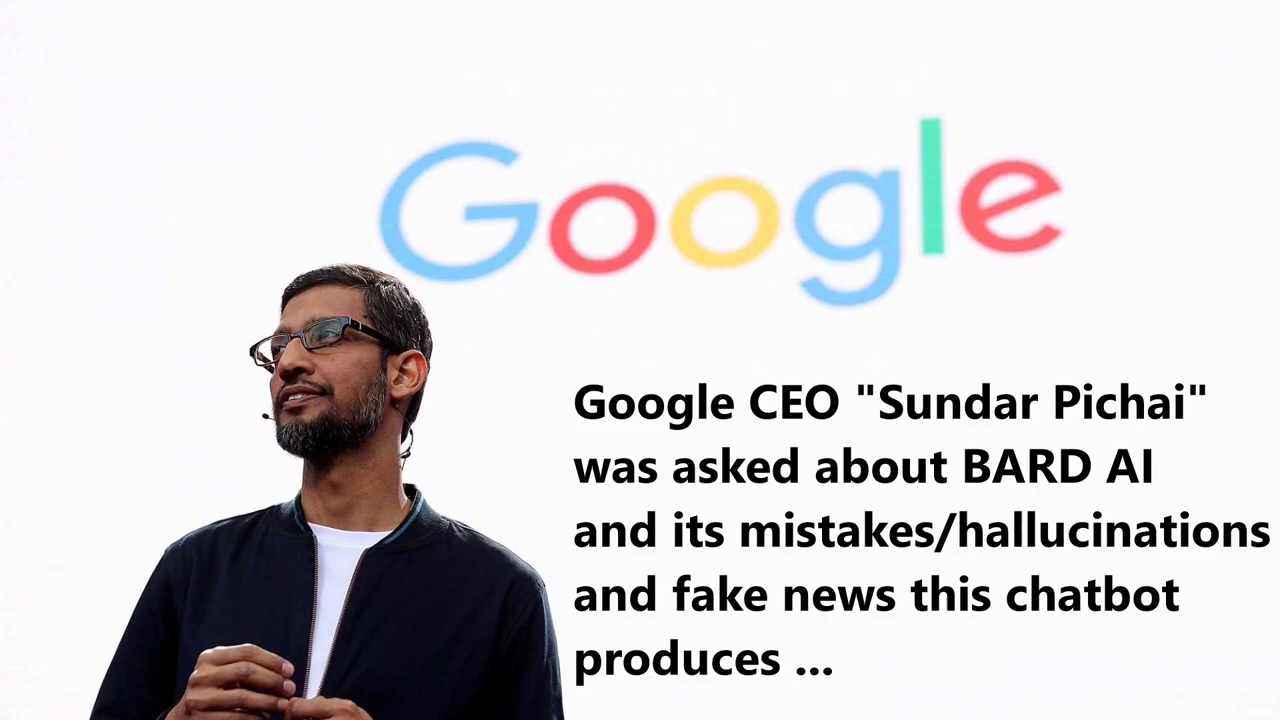 Google
Google CEO "Sundar Pichai"
was asked about BARD AI
and its mistakes/hallucinations
and fake news this chatbot
produces ...